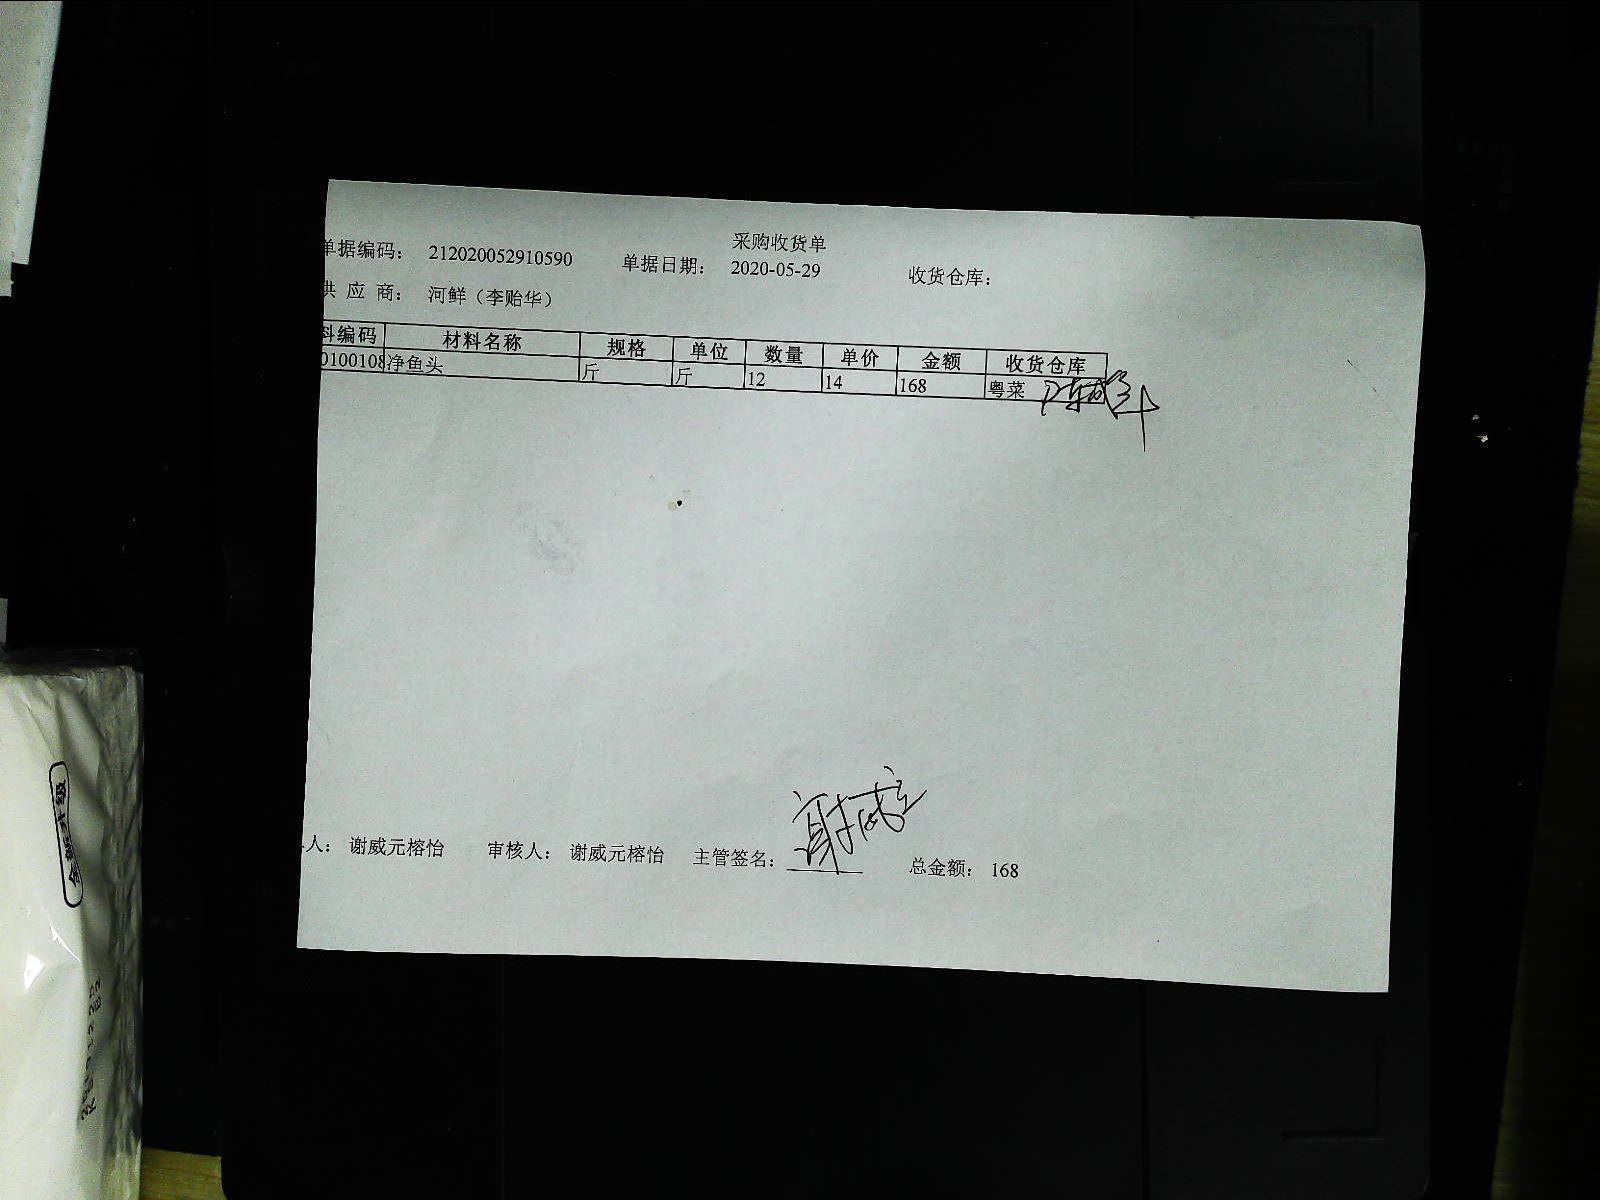 采购收货单
单据编码： 212020052910590 单据日期： 2020-05-29 收货仓库：
供 应 商： 河鲜（李贻华）
料编码 材料名称 规格 单位 数量 单价 金额 收货仓库
0100108 净鱼头 斤 斤 12 14 168 粤菜
人： 谢威元榕怡 审核人： 谢威元榕怡 主管签名： 谢威 总金额： 168